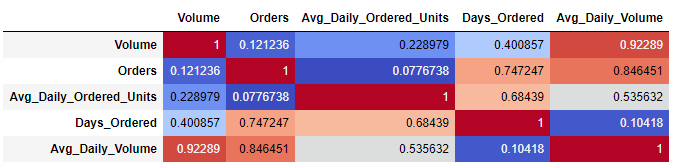 Volume Orders Avg_Daily_Ordered_Units Days_Ordered Avg_Daily_Volume
Volume 1 0.121236 0.228979 0.400857 0.92289
Orders 0.121236 1 0.0776738 0.747247 0.846451
Avg_Daily_Ordered_Units 0.228979 0.0776738 1 0.68439 0.535632
Days_Ordered 0.400857 0.747247 0.68439 1 0.10418
Avg_Daily_Volume 0.92289 0.846451 0.535632 0.10418 1